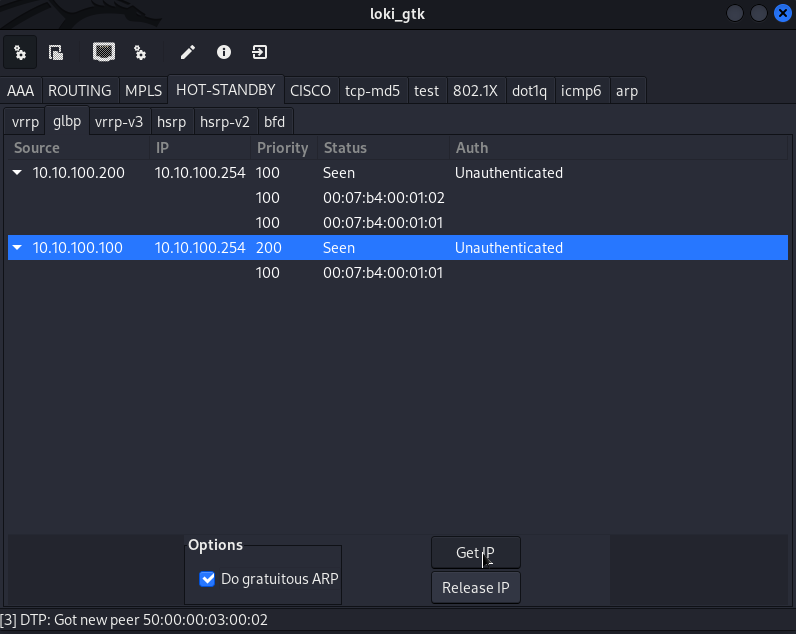 loki_gtk
AAA ROUTING MPLS HOT-STANDBY CISCO tcp-md5 test 802.1X dot1q icmp6 arp
vrrp glbp vrrp-v3 hsrp hsrp-v2 bfd
Source IP Priority Status Auth
10.10.100.200 10.10.100.254 100 Seen Unauthenticated
100 00:07:b4:00:01:02
100 00:07:b4:00:01:01
10.10.100.100 10.10.100.254 200 Seen Unauthenticated
100 00:07:b4:00:01:01
Options
Get IP
Do gratuitous ARP
Release IP
[3] DTP: Got new peer 50:00:00:03:00:02